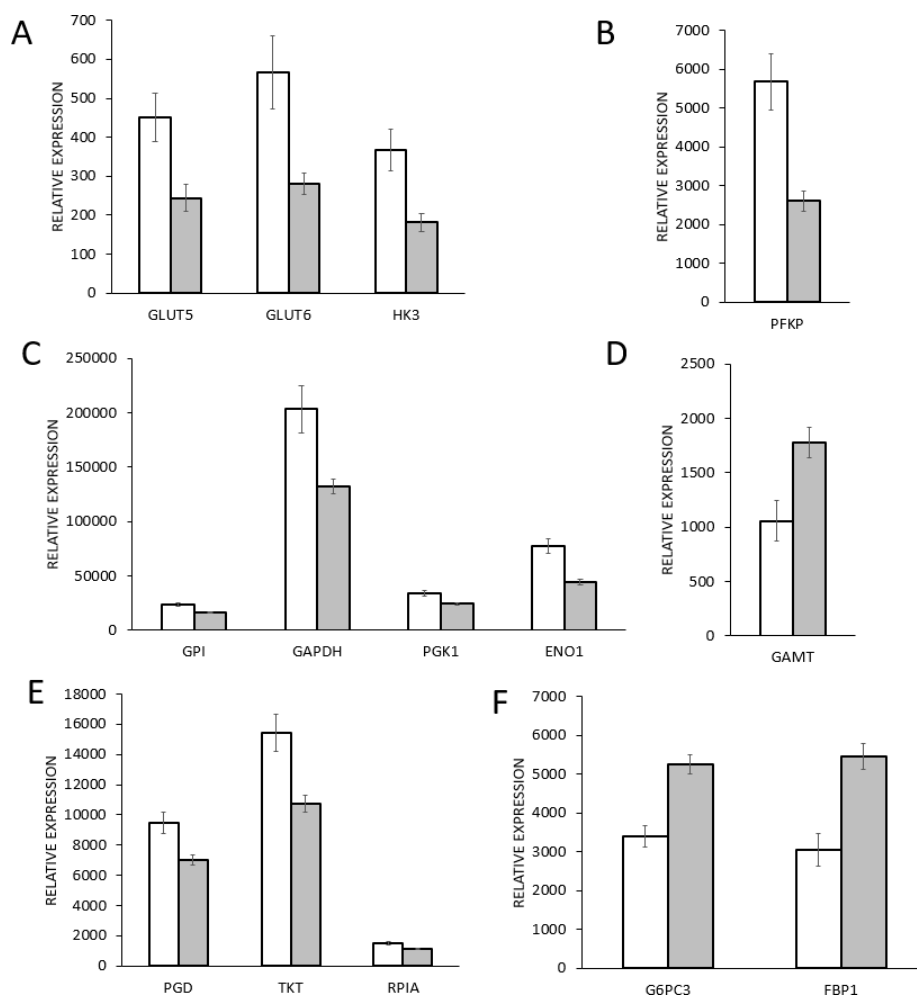 A
RELATIVE EXPRESSION
700
600
500
400
300
200
100
0
GLUT5 GLUT6 HK3
B
RELATIVE EXPRESSION
7000
6000
5000
4000
3000
2000
1000
0
PFKP
C
RELATIVE EXPRESSION
250000
200000
150000
100000
50000
0
GPI GAPDH PGK1 ENO1
D
RELATIVE EXPRESSION
2500
2000
1500
1000
500
0
GAMT
E
RELATIVE EXPRESSION
18000
16000
14000
12000
10000
8000
6000
4000
2000
0
PGD TKT RPIA
F
RELATIVE EXPRESSION
7000
6000
5000
4000
3000
2000
1000
0
G6PC3 FBP1